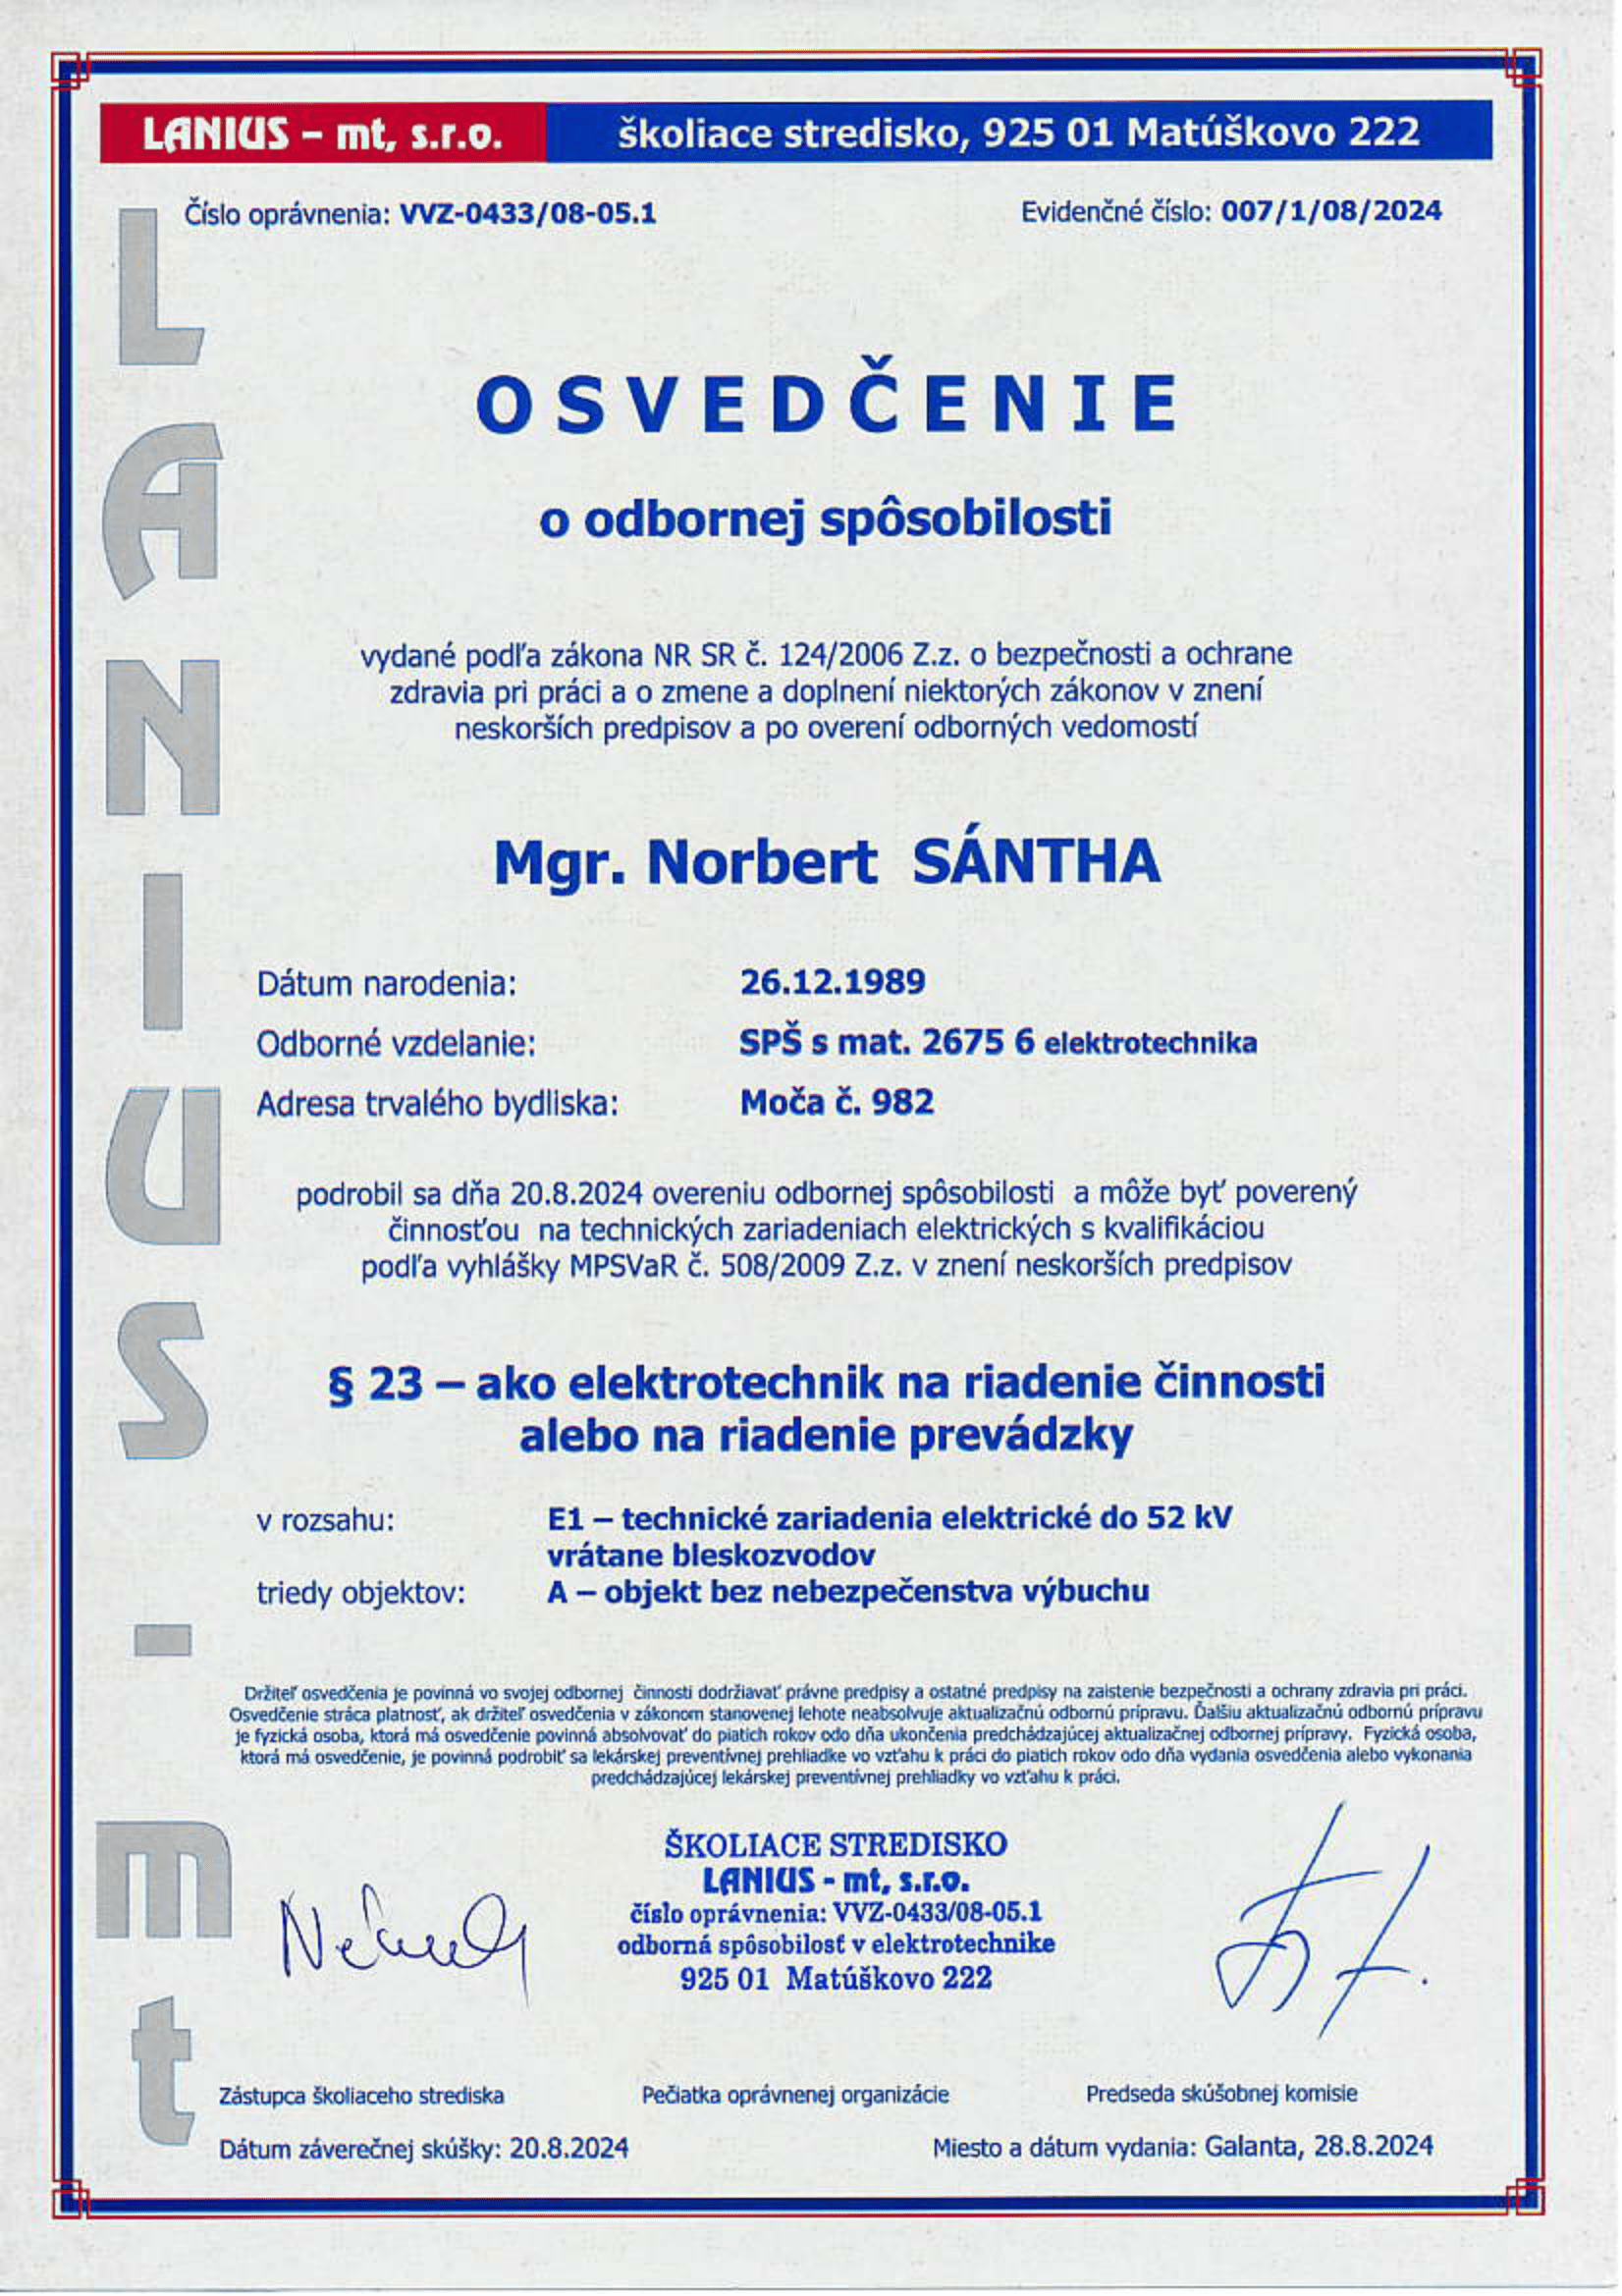 LANIUS – mt, s.r.o. školiace stredisko, 925 01 Matúškovo 222
Číslo oprávnenia: VVZ-0433/08-05.1 Evidenčné číslo: 007/1/08/2024
LANIUS - mt
OSVEDČENIE
o odbornej spôsobilosti
vydané podľa zákona NR SR č. 124/2006 Z.z. o bezpečnosti a ochrane
zdravia pri práci a o zmene a doplnení niektorých zákonov v znení
neskorších predpisov a po overení odborných vedomostí
Mgr. Norbert SÁNTHA
Dátum narodenia: 26.12.1989
Odborné vzdelanie: SPŠ s mat. 2675 6 elektrotechnika
Adresa trvalého bydliska: Moča č. 982
podrobil sa dňa 20.8.2024 overeniu odbornej spôsobilosti a môže byť poverený
činnosťou na technických zariadeniach elektrických s kvalifikáciou
podľa vyhlášky MPSVaR č. 508/2009 Z.z. v znení neskorších predpisov
§ 23 – ako elektrotechnik na riadenie činnosti
alebo na riadenie prevádzky
v rozsahu: E1 – technické zariadenia elektrické do 52 kV
vrátane bleskozvodov
triedy objektov: A – objekt bez nebezpečenstva výbuchu
Držiteľ osvedčenia je povinná vo svojej odbornej činnosti dodržiavať právne predpisy a ostatné predpisy na zaistenie bezpečnosti a ochrany zdravia pri práci.
Osvedčenie stráca platnosť, ak držiteľ osvedčenia v zákonom stanovenej lehote neabsolvuje aktualizačnú odbornú prípravu. Ďalšiu aktualizačnú odbornú prípravu
je fyzická osoba, ktorá má osvedčenie povinná absolvovať do piatich rokov odo dňa ukončenia predchádzajúcej aktualizačnej odbornej prípravy. Fyzická osoba,
ktorá má osvedčenie, je povinná podrobiť sa lekárskej preventívnej prehliadke vo vzťahu k práci do piatich rokov odo dňa vydania osvedčenia alebo vykonania
predchádzajúcej lekárskej preventívnej prehliadky vo vzťahu k práci.
ŠKOLIACE STREDISKO
LANIUS - mt, s.r.o.
číslo oprávnenia: VVZ-0433/08-05.1
odborná spôsobilosť v elektrotechnike
925 01 Matúškovo 222
Zástupca školiaceho strediska Pečiatka oprávnenej organizácie Predseda skúšobnej komisie
Dátum záverečnej skúšky: 20.8.2024 Miesto a dátum vydania: Galanta, 28.8.2024